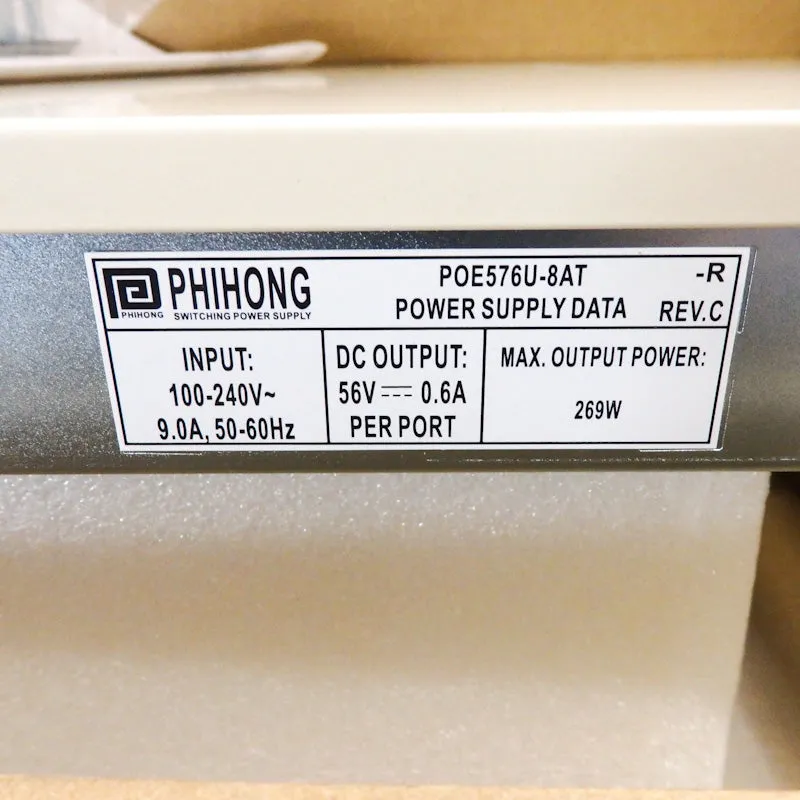 PHIHONG
PHIHONG SWITCHING POWER SUPPLY
POE576U-8AT -R
POWER SUPPLY DATA REV.C
INPUT:
100-240V~
9.0A, 50-60Hz
DC OUTPUT:
56V⎓0.6A
PER PORT
MAX. OUTPUT POWER:
269W